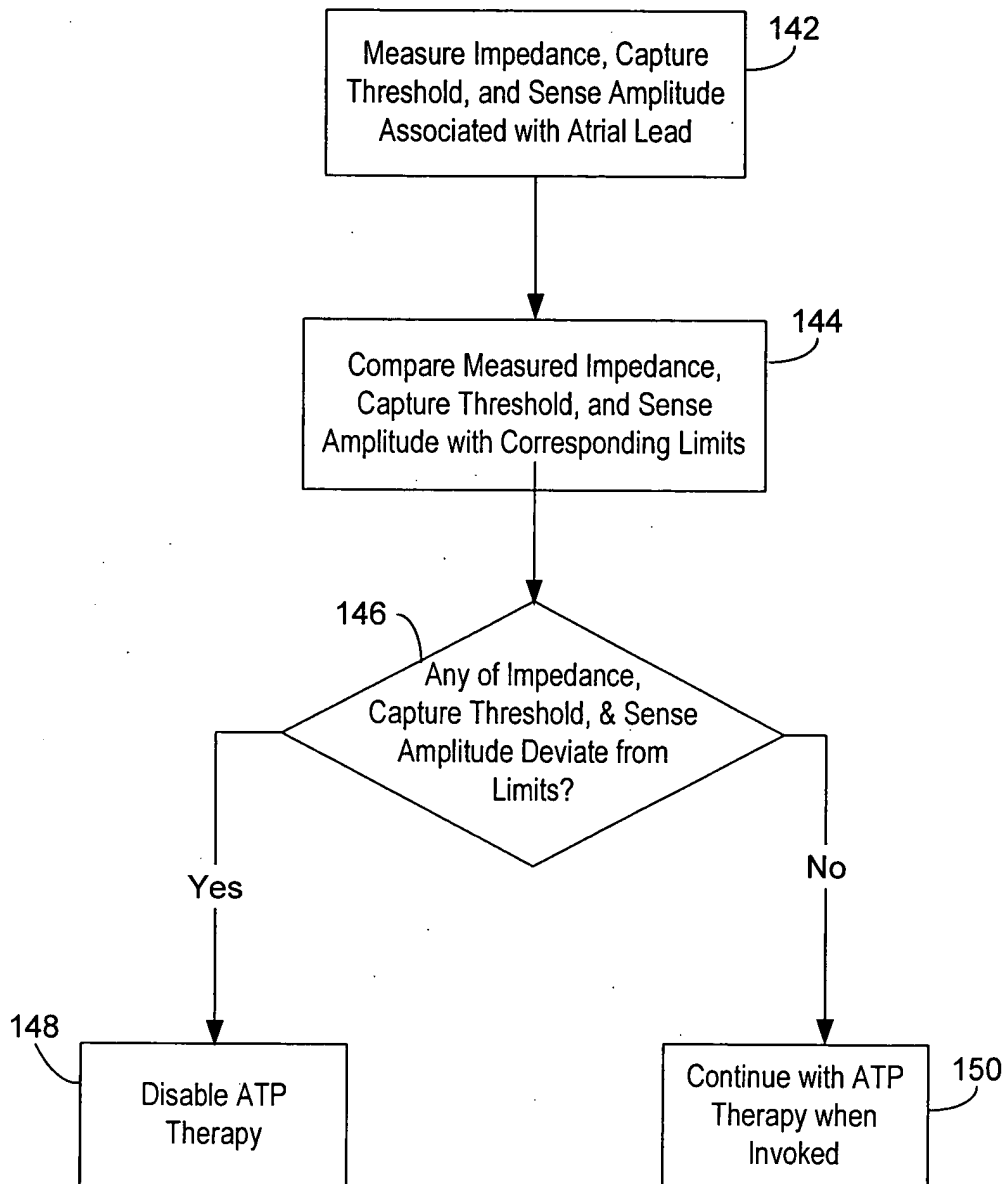 142
Measure Impedance, Capture
Threshold, and Sense Amplitude
Associated with Atrial Lead
144
Compare Measured Impedance,
Capture Threshold, and Sense
Amplitude with Corresponding Limits
146
Any of Impedance,
Capture Threshold, & Sense
Amplitude Deviate from
Limits?
Yes
No
148
Disable ATP
Therapy
150
Continue with ATP
Therapy when
Invoked